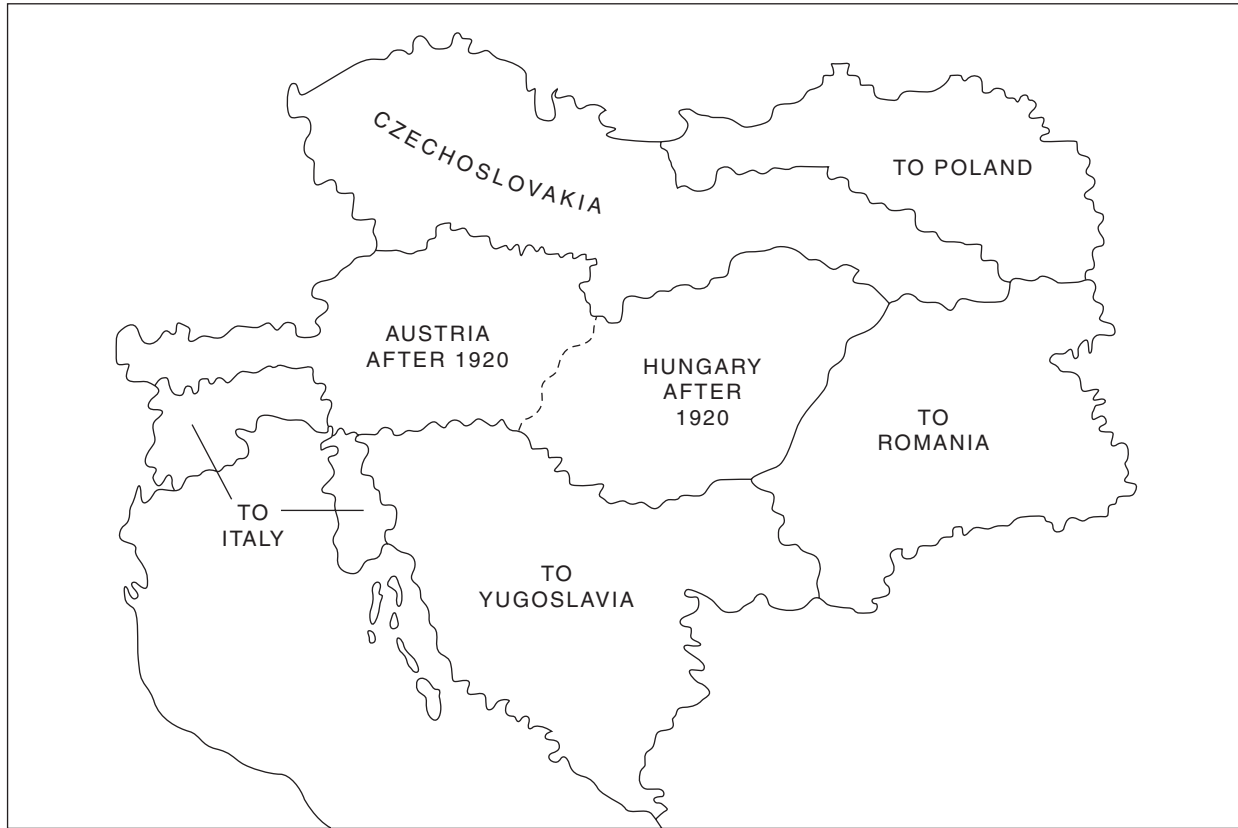 CZECHOSLOVAKIA
TO POLAND
AUSTRIA
AFTER 1920
HUNGARY
AFTER
1920
TO
ROMANIA
TO
ITALY
TO
YUGOSLAVIA